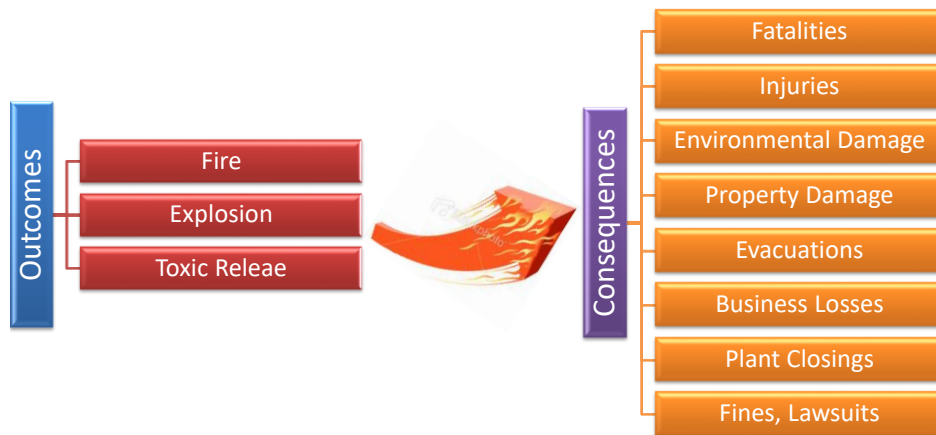 Outcomes
Fire
Explosion
Toxic Releae
Consequences
Fatalities
Injuries
Environmental Damage
Property Damage
Evacuations
Business Losses
Plant Closings
Fines, Lawsuits